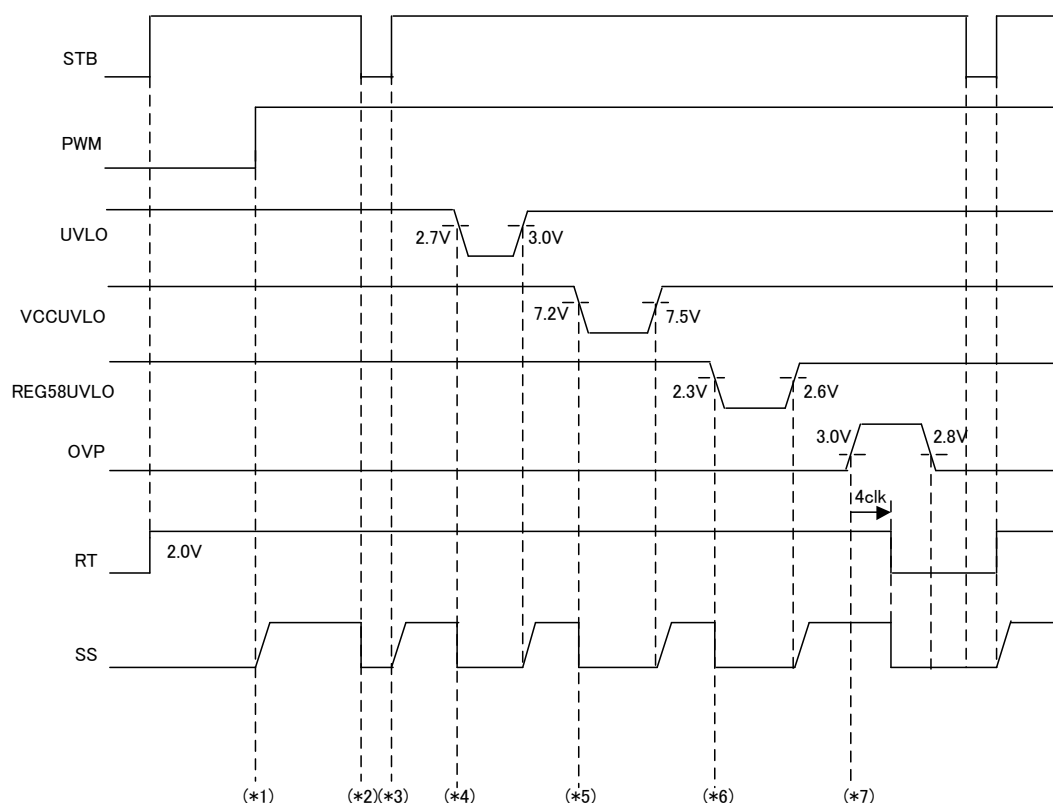 STB
PWM
UVLO
2.7V
3.0V
VCCUVLO
7.2V
7.5V
REG58UVLO
2.3V
2.6V
OVP
3.0V
2.8V
4clk
RT
2.0V
SS
(*1)
(*2)
(*3)
(*4)
(*5)
(*6)
(*7)